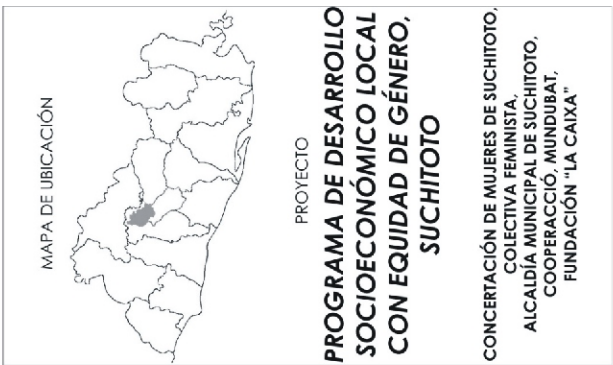 MAPA DE UBICACIÓN
PROYECTO
PROGRAMA DE DESARROLLO
SOCIOECONÓMICO LOCAL
CON EQUIDAD DE GÉNERO,
SUCHITOTO
CONCERTACIÓN DE MUJERES DE SUCHITOTO,
COLECTIVA FEMINISTA,
ALCALDÍA MUNICIPAL DE SUCHITOTO,
COOPERACCIÓ, MUNDUBAT,
FUNDACIÓN "LA CAIXA"